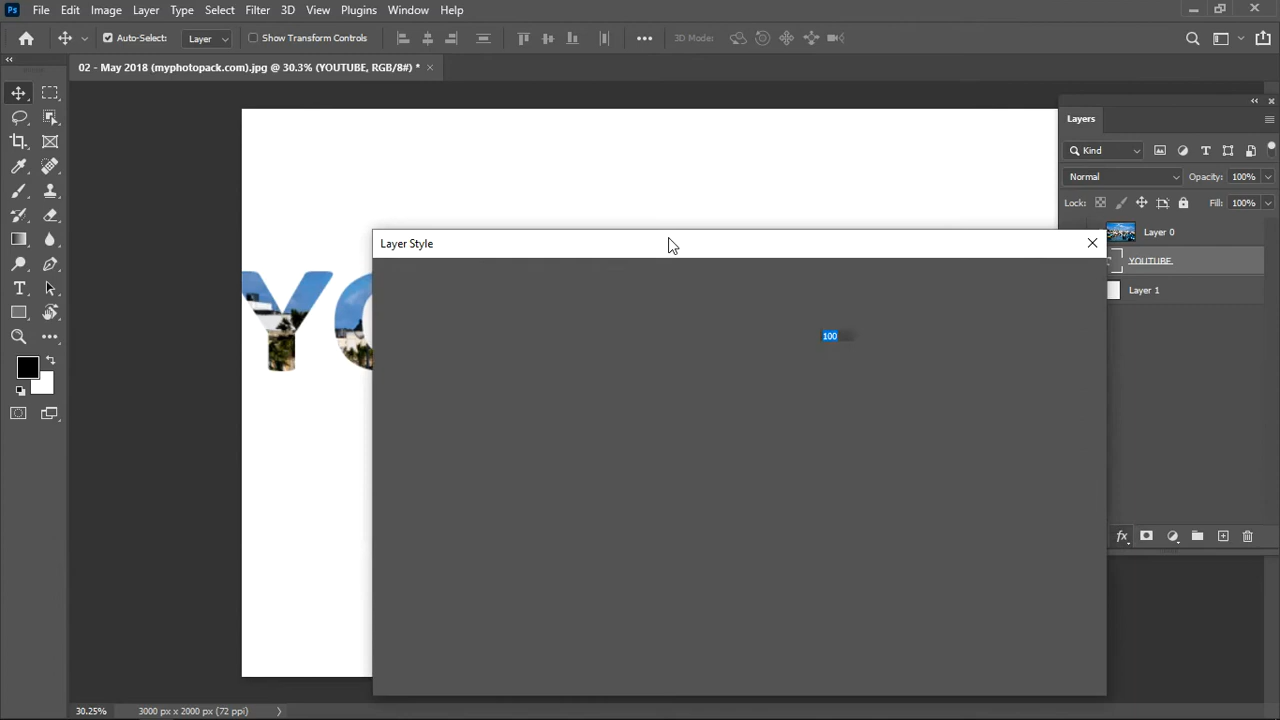 Ps File Edit Image Layer Type Select Filter 3D View Plugins Window Help
Auto-Select: Layer Show Transform Controls 3D Mode:
02 - May 2018 (myphotopack.com).jpg @ 30.3% (YOUTUBE, RGB/8#) *
Layers
Kind
Normal Opacity: 100%
Lock: Fill: 100%
Layer 0
Layer Style
YOUTUBE
Layer 1
YO
100
fx
30.25% 3000 px x 2000 px (72 ppi)